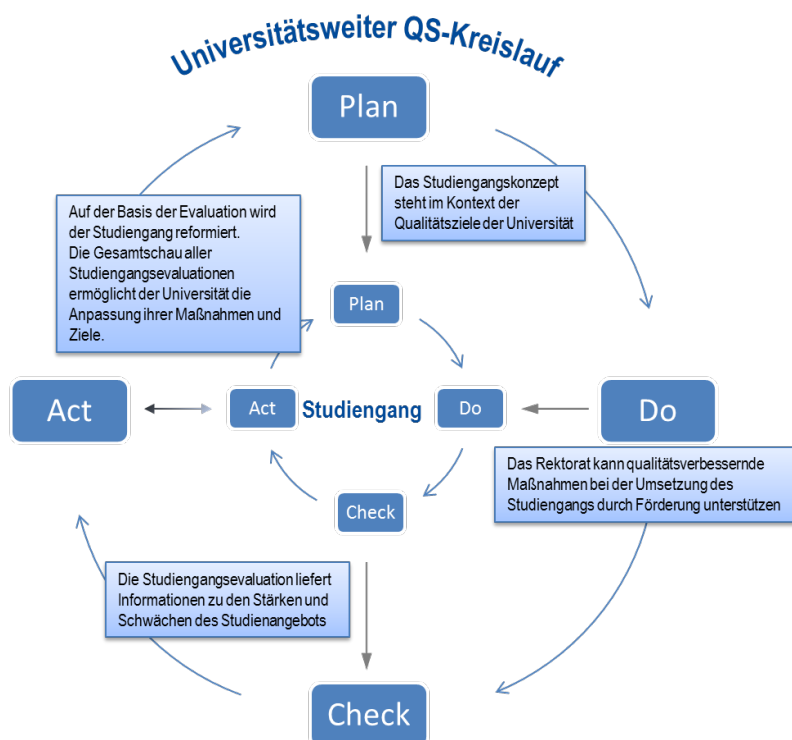 Universitätsweiter QS-Kreislauf
Plan
Das Studiengangskonzept
steht im Kontext der
Qualitätsziele der Universität
Auf der Basis der Evaluation wird
der Studiengang reformiert.
Die Gesamtschau aller
Studiengangsevaluationen
ermöglicht der Universität die
Anpassung ihrer Maßnahmen und
Ziele.
Plan
Act
Act
Studiengang
Do
Do
Das Rektorat kann qualitätsverbessernde
Maßnahmen bei der Umsetzung des
Studiengangs durch Förderung unterstützen
Check
Die Studiengangsevaluation liefert
Informationen zu den Stärken und
Schwächen des Studienangebots
Check